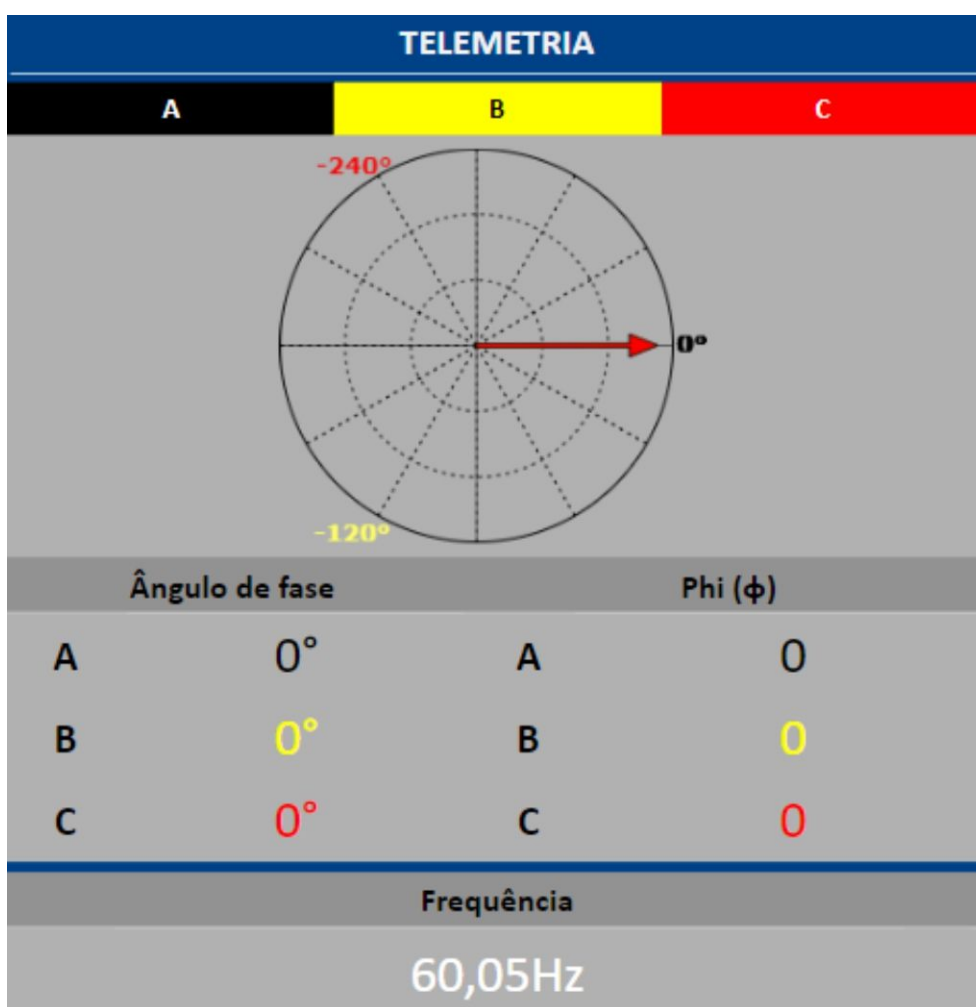 TELEMETRIA
A B C
-240°
0°
-120°
Ângulo de fase Phi (ϕ)
A 0° A 0
B 0° B 0
C 0° C 0
Frequência
60,05Hz